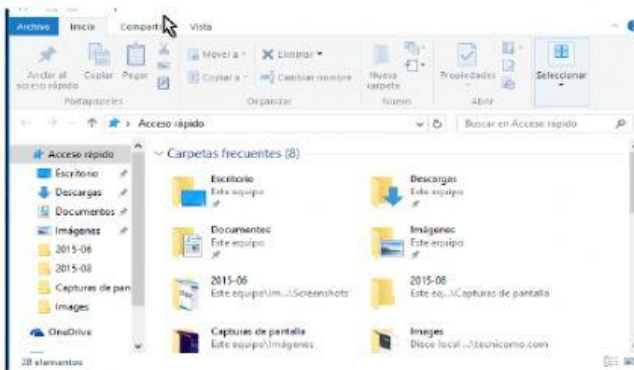 Archivo Inicio Compartir Vista
Anclar al acceso rápido
Copiar
Pegar
Mover a
Copiar a
Eliminar
Cambiar nombre
Nueva carpeta
Propiedades
Seleccionar
Portapapeles Organizar Nuevo Abrir
Acceso rápido
Buscar en Acceso rápido
Acceso rápido
Escritorio
Descargas
Documentos
Imágenes
2015-06
2015-08
Capturas de pan
Images
OneDrive
Carpetas frecuentes (8)
Escritorio
Este equipo
Descargas
Este equipo
Documentos
Este equipo
Imágenes
Este equipo
2015-06
Este equipo\Im...\Screenshots
2015-08
Este eq...\Capturas de pantalla
Capturas de pantalla
Este equipo\Imágenes
Images
Disco local ...\tecnicomo.com
28 elementos